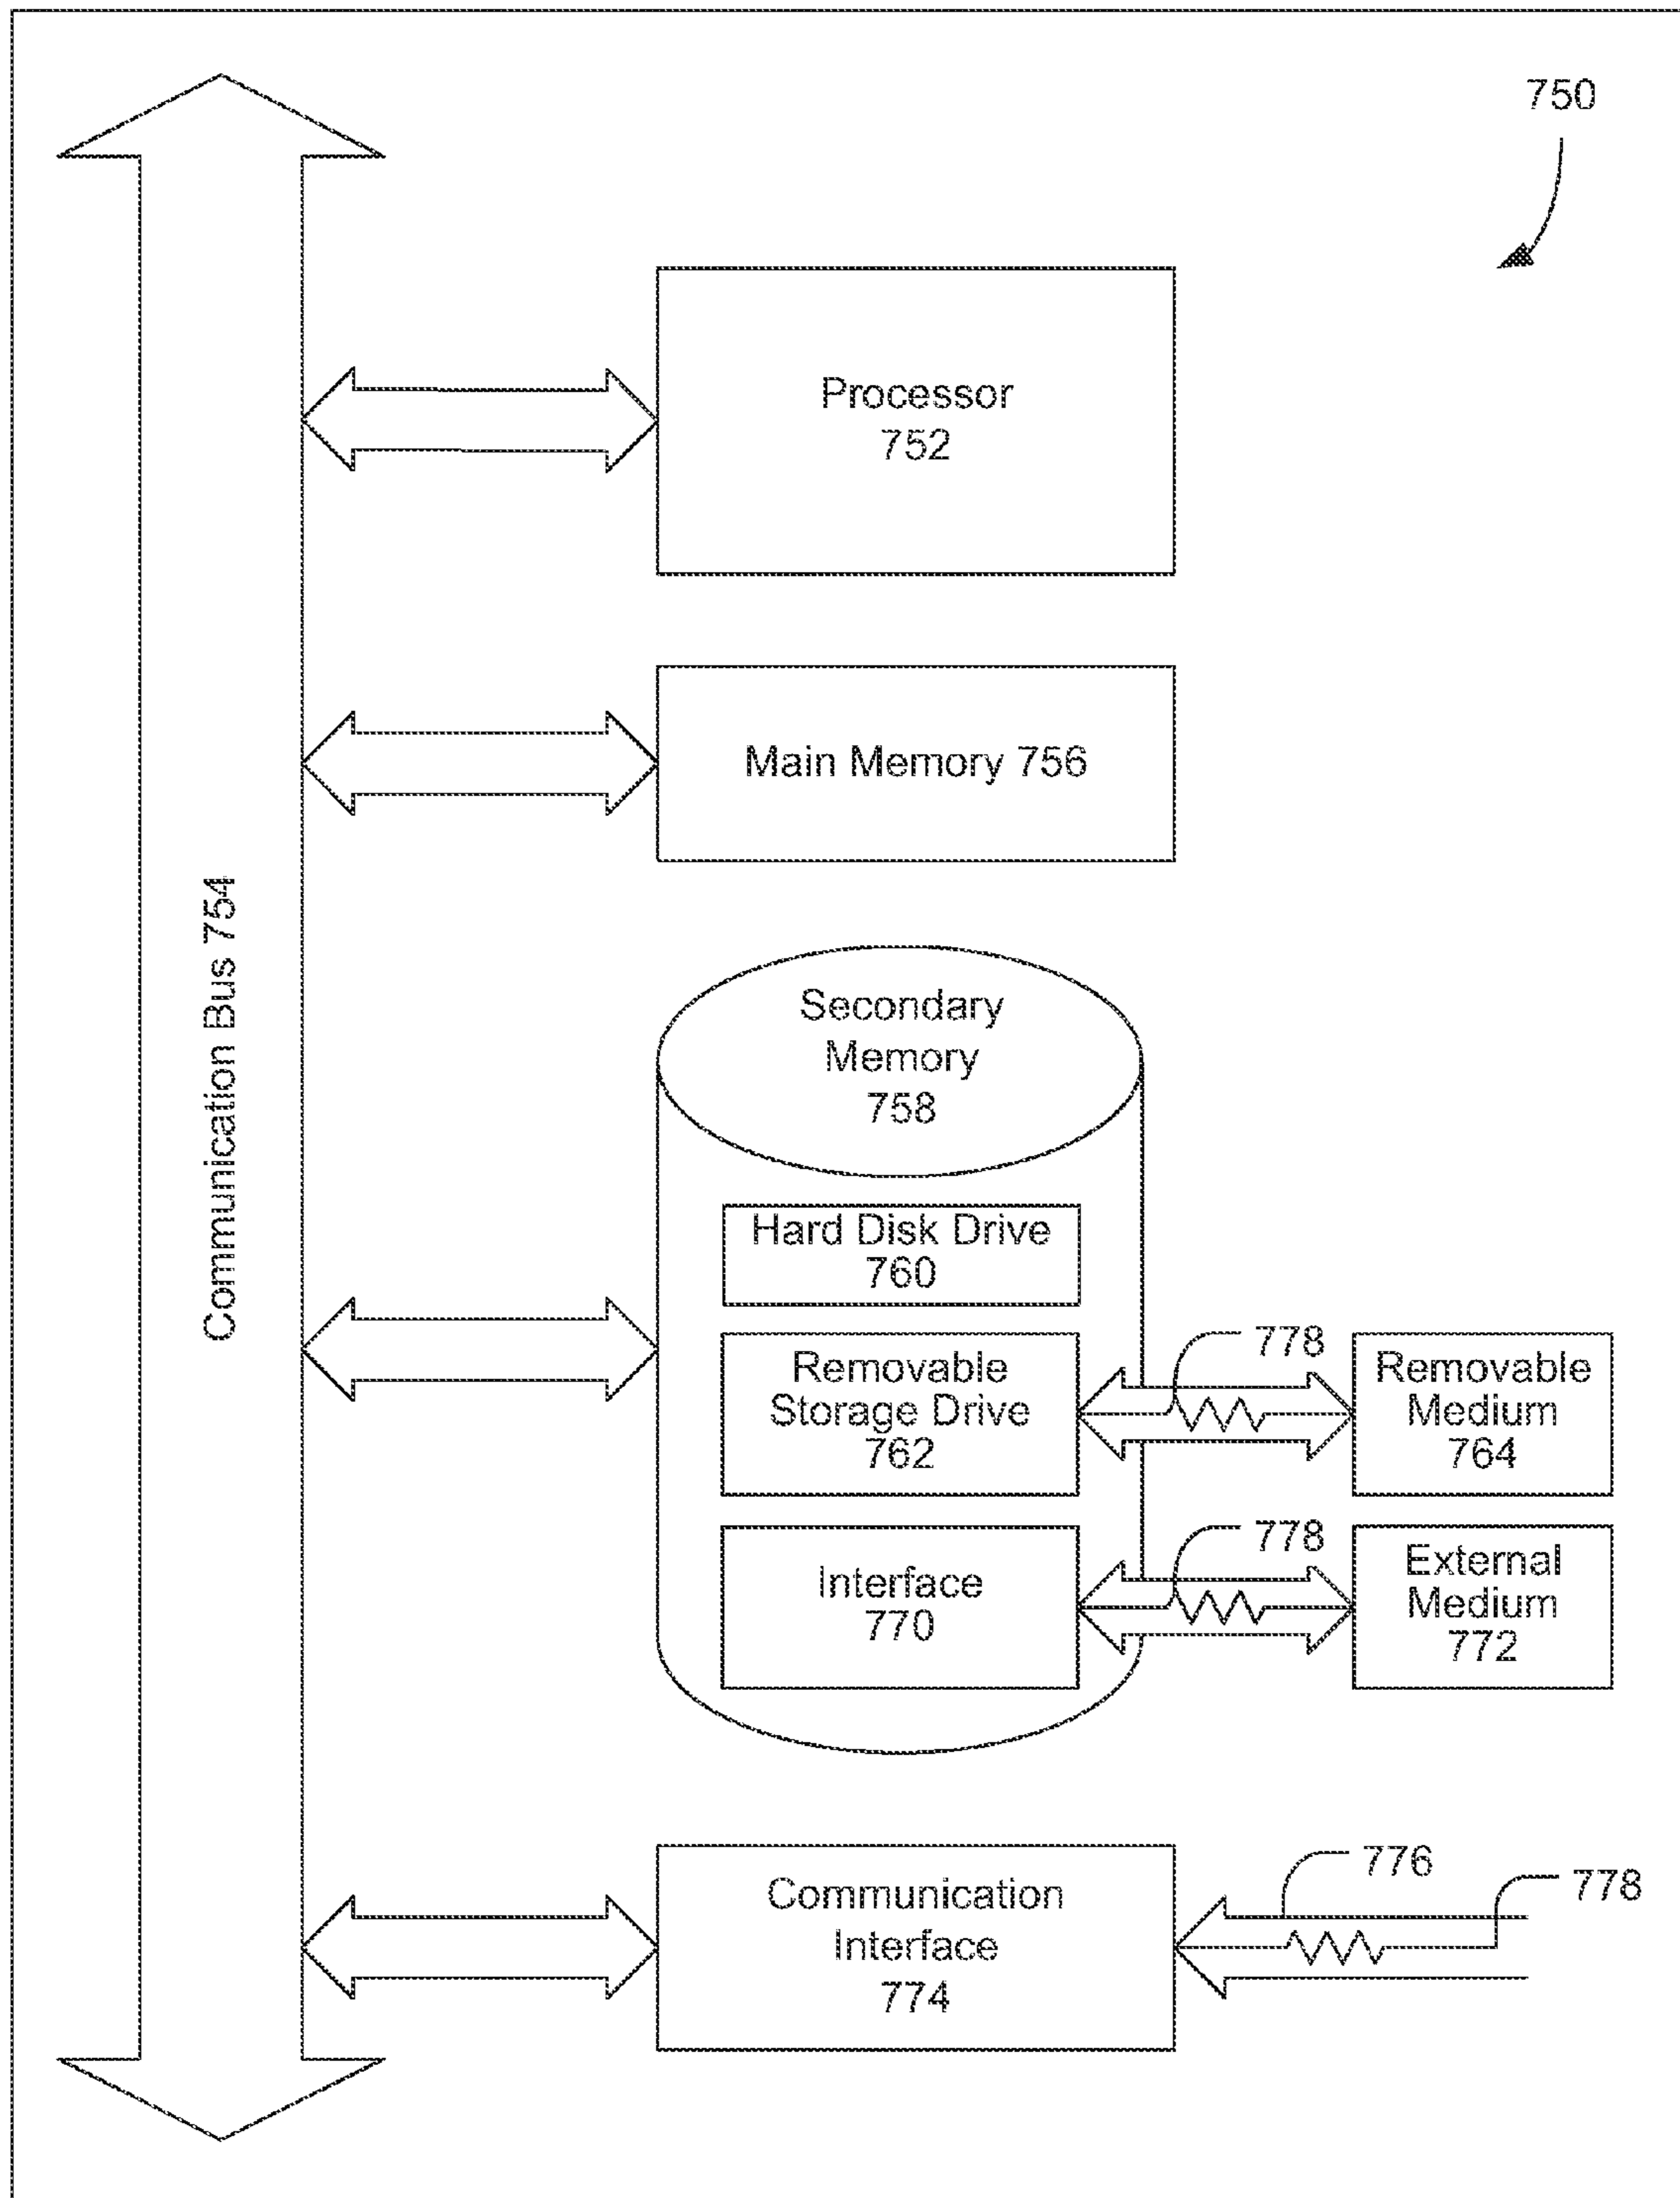 750
Processor
752
Main Memory 756
Communication Bus 754
Secondary
Memory
758
Hard Disk Drive
760
Removable
Storage Drive
762
778
Removable
Medium
764
Interface
770
778
External
Medium
772
Communication
Interface
774
776
778